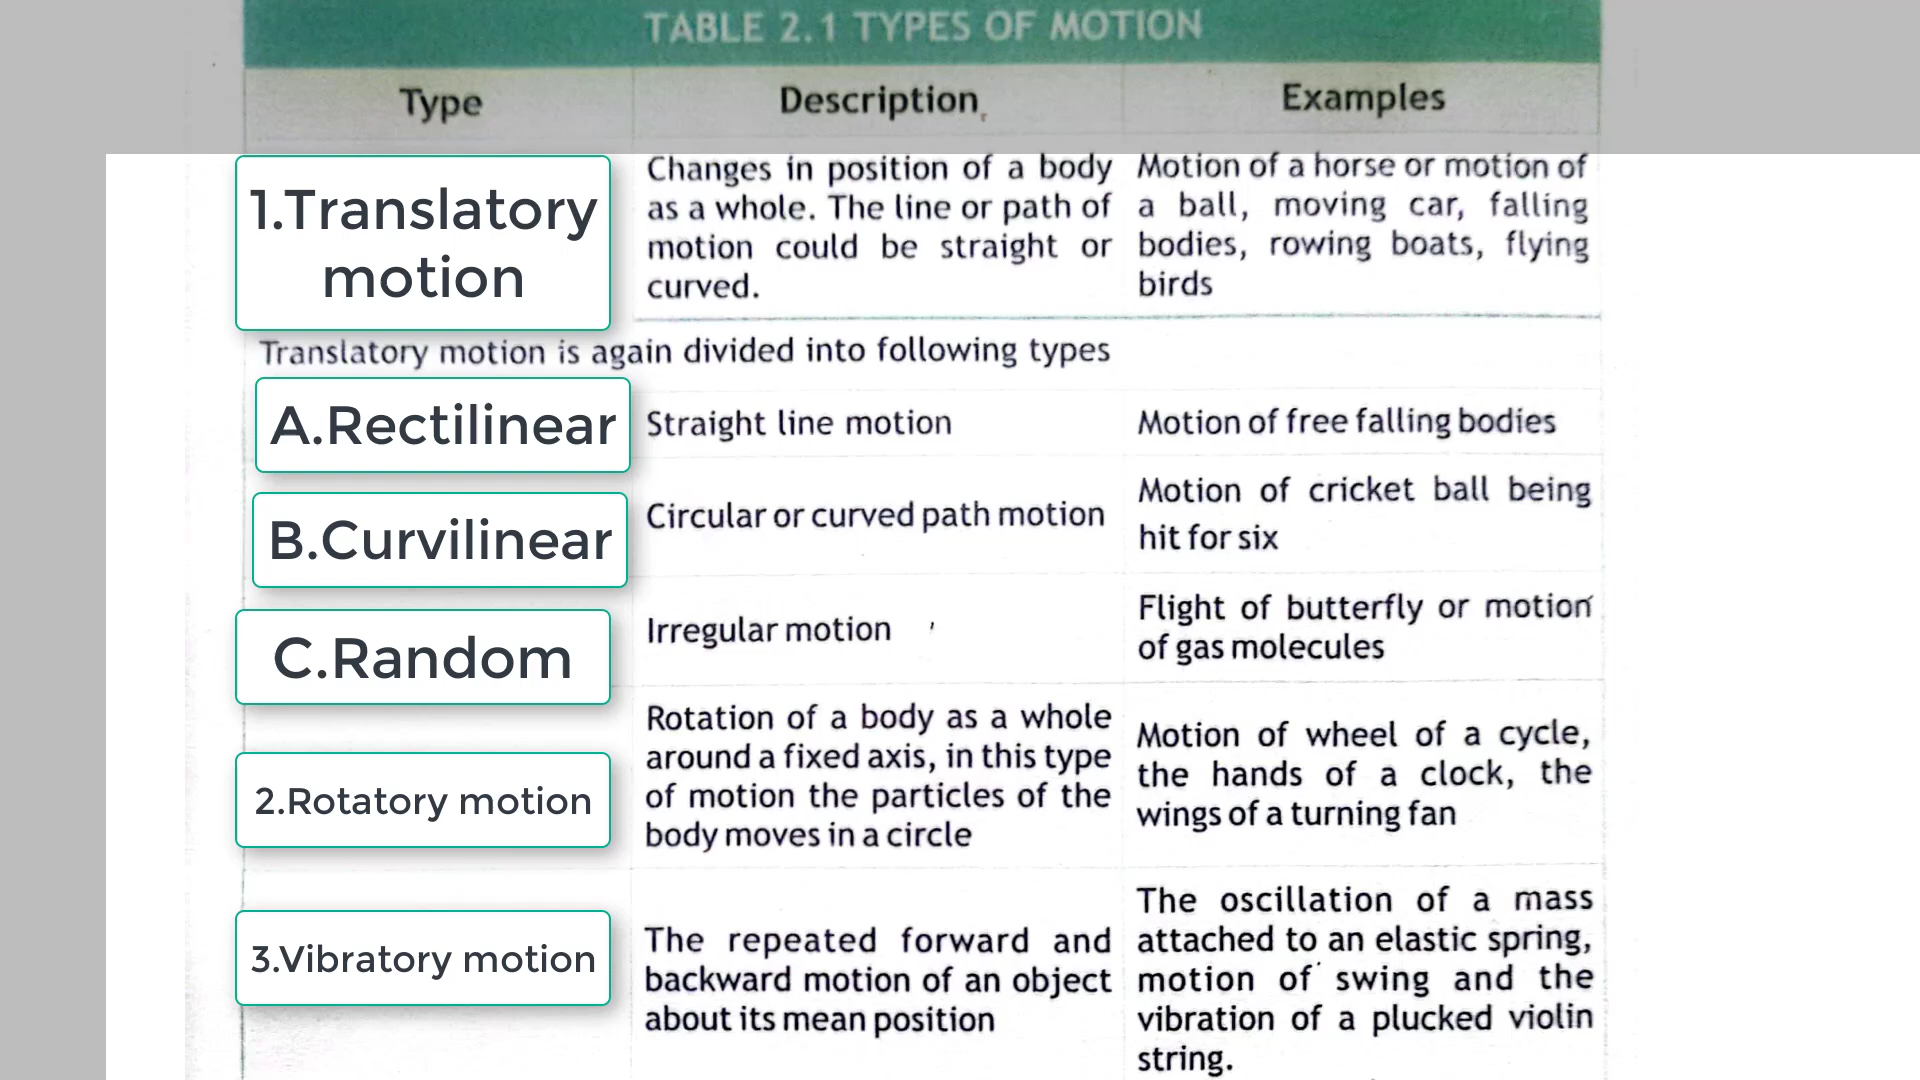 TABLE 2.1 TYPES OF MOTION
Type
Description
Examples
1.Translatory
motion
Changes in position of a body
as a whole. The line or path of
motion could be straight or
curved.
Motion of a horse or motion of
a ball, moving car, falling
bodies, rowing boats, flying
birds
Translatory motion is again divided into following types
A.Rectilinear
Straight line motion
Motion of free falling bodies
B.Curvilinear
Circular or curved path motion
Motion of cricket ball being
hit for six
C.Random
Irregular motion
Flight of butterfly or motion
of gas molecules
2.Rotatory motion
Rotation of a body as a whole
around a fixed axis, in this type
of motion the particles of the
body moves in a circle
Motion of wheel of a cycle,
the hands of a clock, the
wings of a turning fan
3.Vibratory motion
The repeated forward and
backward motion of an object
about its mean position
The oscillation of a mass
attached to an elastic spring,
motion of swing and the
vibration of a plucked violin
string.